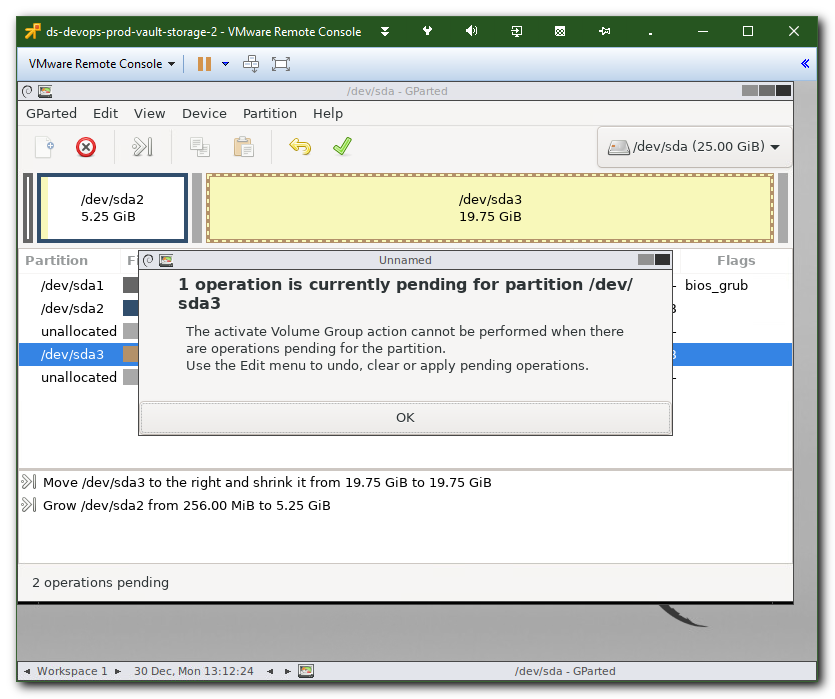 ds-devops-prod-vault-storage-2 - VMware Remote Console
VMware Remote Console
/dev/sda - GParted
GParted Edit View Device Partition Help
/dev/sda (25.00 GiB)
/dev/sda2
5.25 GiB
/dev/sda3
19.75 GiB
Partition Flags
/dev/sda1 bios_grub
/dev/sda2
unallocated
/dev/sda3
unallocated
Unnamed
1 operation is currently pending for partition /dev/
sda3
The activate Volume Group action cannot be performed when there
are operations pending for the partition.
Use the Edit menu to undo, clear or apply pending operations.
OK
Move /dev/sda3 to the right and shrink it from 19.75 GiB to 19.75 GiB
Grow /dev/sda2 from 256.00 MiB to 5.25 GiB
2 operations pending
Workspace 1 30 Dec, Mon 13:12:24 /dev/sda - GParted